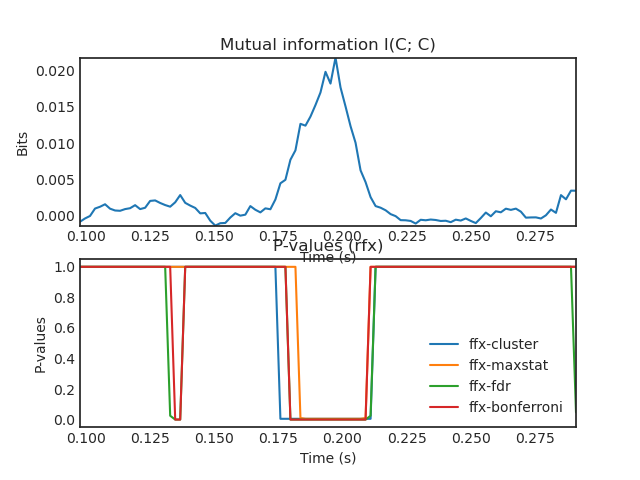 Mutual information I(C; C)
0.020
0.015
0.010
0.005
0.000
Bits
0.100 0.125 0.150 0.175 0.200 0.225 0.250 0.275
Time (s)
P-values (rfx)
1.0
0.8
0.6
0.4
0.2
0.0
P-values
ffx-cluster
ffx-maxstat
ffx-fdr
ffx-bonferroni
0.100 0.125 0.150 0.175 0.200 0.225 0.250 0.275
Time (s)